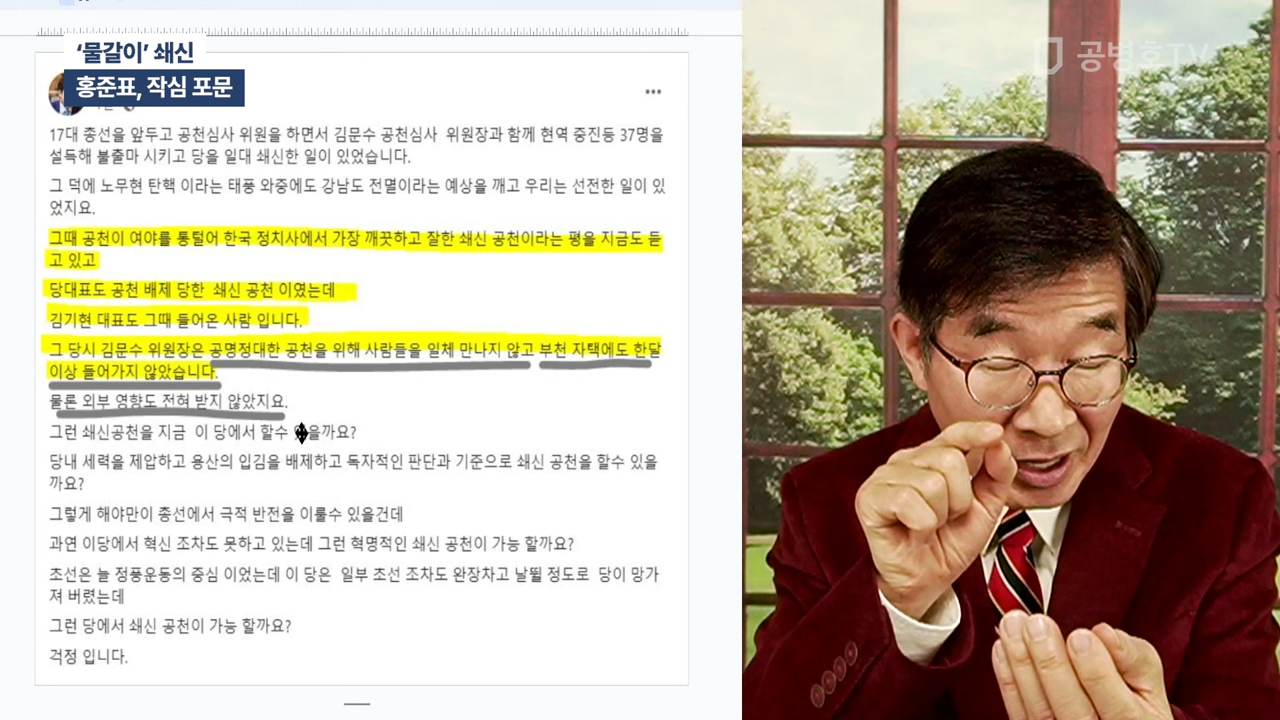 '물갈이' 쇄신
홍준표, 작심 포문
공병호TV
17대 총선을 앞두고 공천심사 위원을 하면서 김문수 공천심사 위원장과 함께 현역 중진등 37명을
설득해 불출마 시키고 당을 일대 쇄신한 일이 있었습니다.
그 덕에 노무현 탄핵 이라는 태풍 와중에도 강남도 전멸이라는 예상을 깨고 우리는 선전한 일이 있
었지요.
그때 공천이 여야를 통털어 한국 정치사에서 가장 깨끗하고 잘한 쇄신 공천이라는 평을 지금도 듣
고 있고
당대표도 공천 배제 당한 쇄신 공천 이였는데
김기현 대표도 그때 들어온 사람 입니다.
그 당시 김문수 위원장은 공명정대한 공천을 위해 사람들을 일체 만나지 않고 부천 자택에도 한달
이상 들어가지 않았습니다.
물론 외부 영향도 전혀 받지 않았지요.
그런 쇄신공천을 지금 이 당에서 할수 있을까요?
당내 세력을 제압하고 용산의 입김을 배제하고 독자적인 판단과 기준으로 쇄신 공천을 할수 있을
까요?
그렇게 해야만이 총선에서 극적 반전을 이룰수 있을건데
과연 이당에서 혁신 조차도 못하고 있는데 그런 혁명적인 쇄신 공천이 가능 할까요?
초선은 늘 정풍운동의 중심 이었는데 이 당은 일부 초선 조차도 완장차고 날뛸 정도로 당이 망가
져 버렸는데
그런 당에서 쇄신 공천이 가능 할까요?
걱정 입니다.